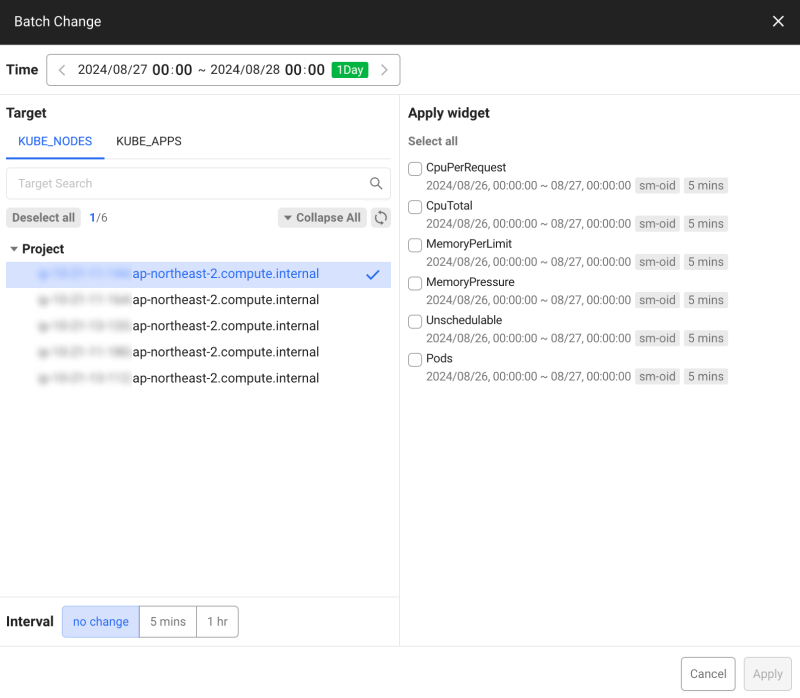 Batch Change
Time 2024/08/27 00:00 ~ 2024/08/28 00:00 1Day
Target
KUBE_NODES KUBE_APPS
Target Search
Deselect all 1/6 Collapse All
Project
ap-northeast-2.compute.internal
ap-northeast-2.compute.internal
ap-northeast-2.compute.internal
ap-northeast-2.compute.internal
ap-northeast-2.compute.internal
Interval no change 5 mins 1 hr
Apply widget
Select all
CpuPerRequest
2024/08/26, 00:00:00 ~ 08/27, 00:00:00 sm-oid 5 mins
CpuTotal
2024/08/26, 00:00:00 ~ 08/27, 00:00:00 sm-oid 5 mins
MemoryPerLimit
2024/08/26, 00:00:00 ~ 08/27, 00:00:00 sm-oid 5 mins
MemoryPressure
2024/08/26, 00:00:00 ~ 08/27, 00:00:00 sm-oid 5 mins
Unschedulable
2024/08/26, 00:00:00 ~ 08/27, 00:00:00 sm-oid 5 mins
Pods
2024/08/26, 00:00:00 ~ 08/27, 00:00:00 sm-oid 5 mins
Cancel Apply